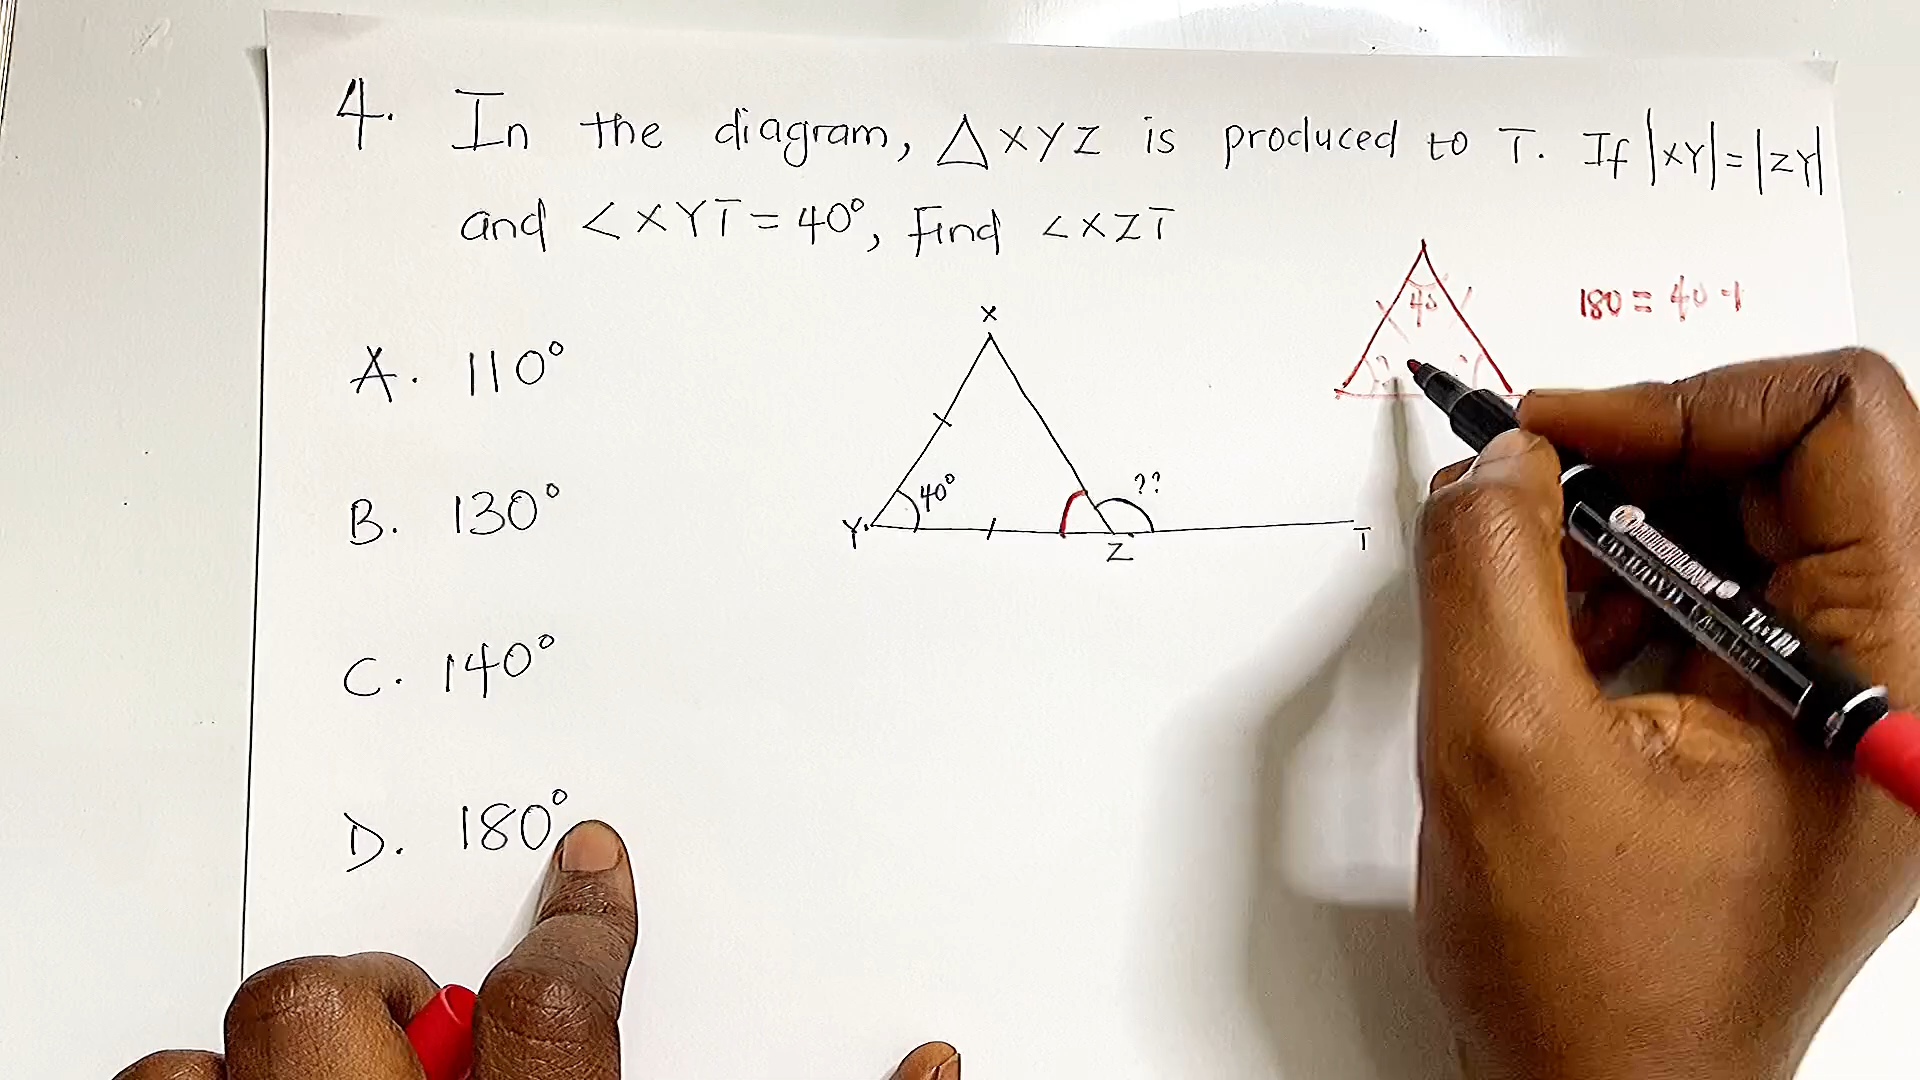 4. In the diagram, △XYZ is produced to T. If |XY|=|ZY|
and <XYT=40°, Find <XZT
A. 110°
B. 130°
C. 140°
D. 180°
X
40°
??
Y
Z
T
40
?
?
180 = 40 +